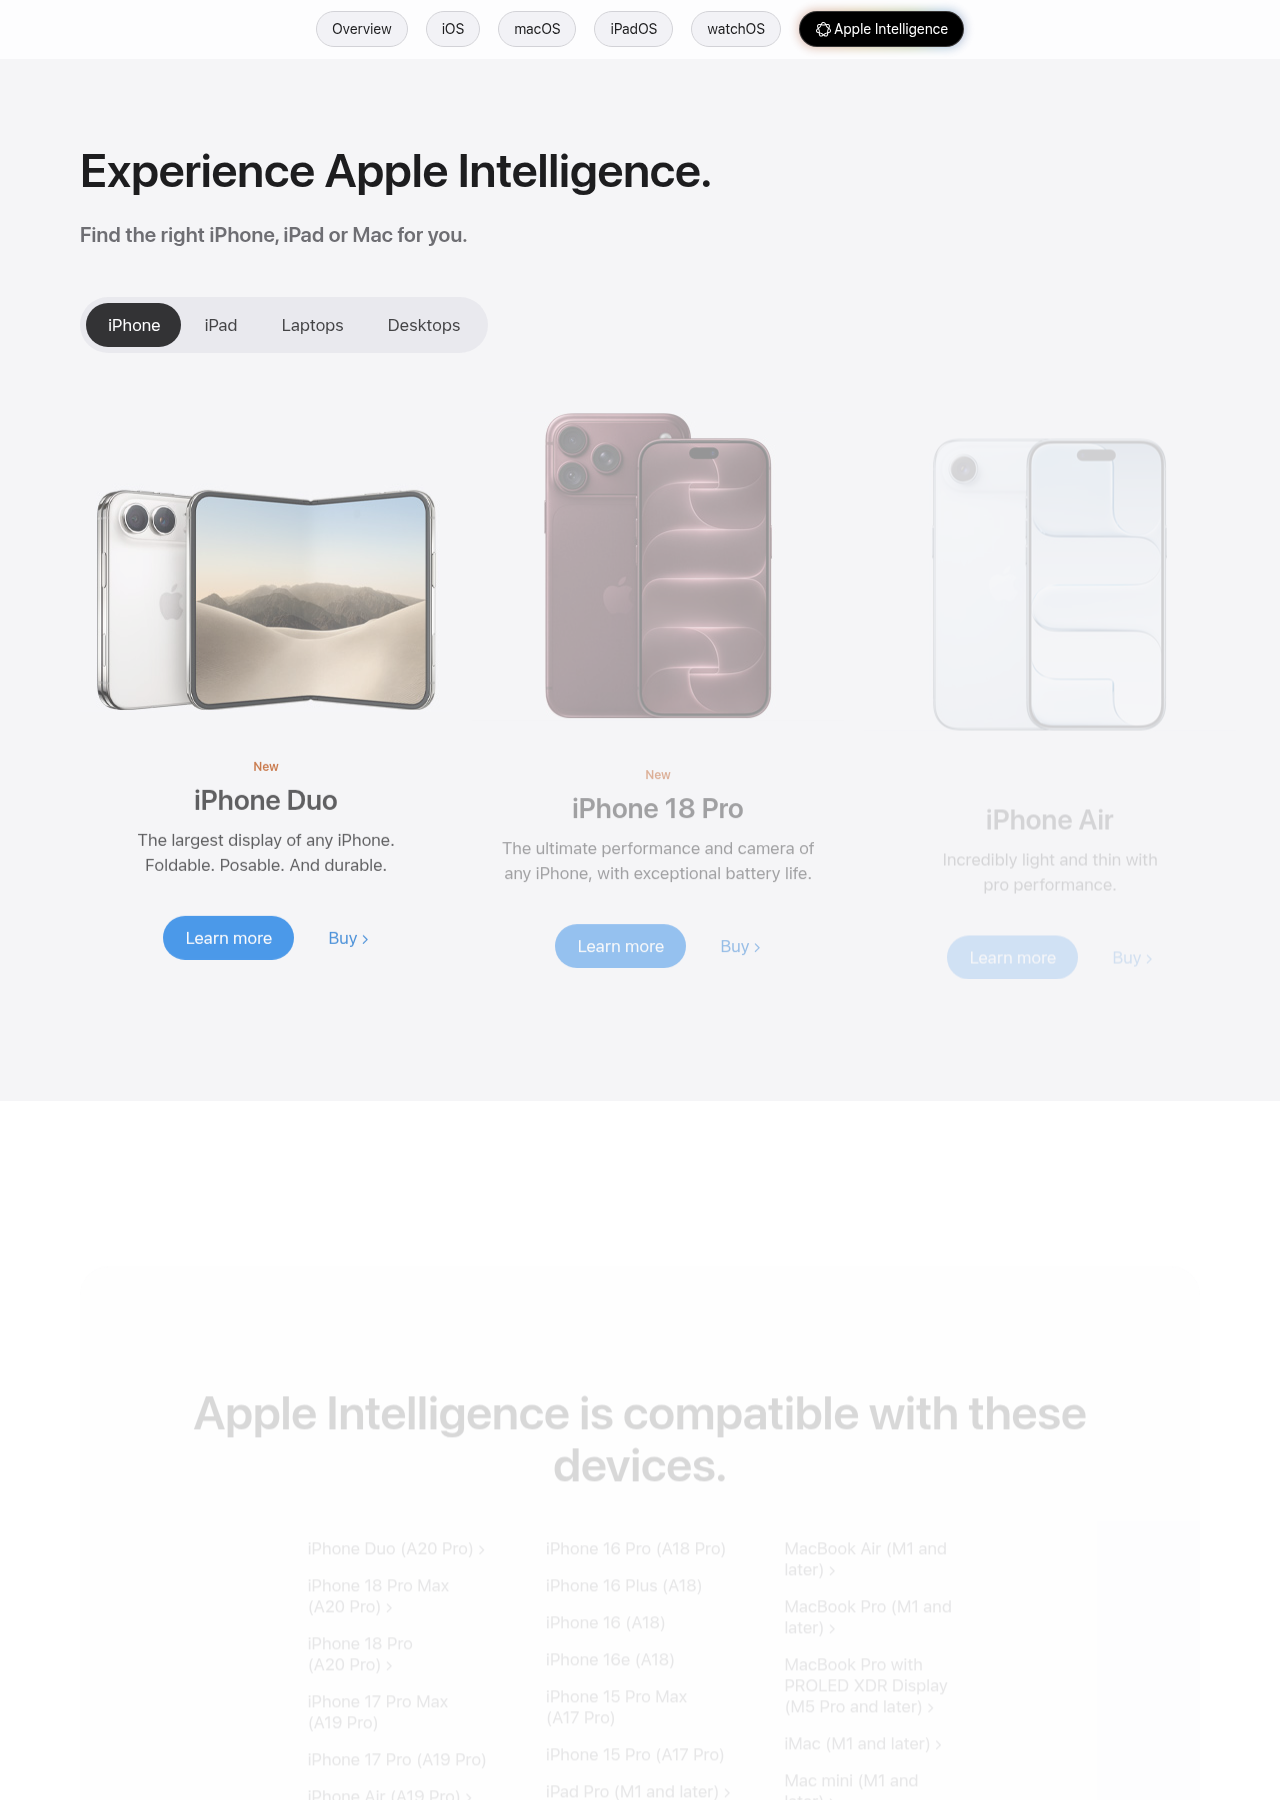 Overview
iOS
macOS
iPadOS
watchOS
Apple Intelligence
Experience Apple Intelligence.
Find the right iPhone, iPad or Mac for you.
iPhone
iPad
Laptops
Desktops
New
iPhone Duo
The largest display of any iPhone.
Foldable. Posable. And durable.
Learn more
Buy ›
New
iPhone 18 Pro
The ultimate performance and camera of
any iPhone, with exceptional battery life.
Learn more
Buy ›
iPhone Air
Incredibly light and thin with
pro performance.
Learn more
Buy ›
Apple Intelligence is compatible with these
devices.
iPhone Duo (A20 Pro) ›
iPhone 18 Pro Max
(A20 Pro) ›
iPhone 18 Pro
(A20 Pro) ›
iPhone 17 Pro Max
(A19 Pro)
iPhone 17 Pro (A19 Pro)
iPhone Air (A19 Pro) ›
iPhone 16 Pro (A18 Pro)
iPhone 16 Plus (A18)
iPhone 16 (A18)
iPhone 16e (A18)
iPhone 15 Pro Max
(A17 Pro)
iPhone 15 Pro (A17 Pro)
iPad Pro (M1 and later) ›
MacBook Air (M1 and
later) ›
MacBook Pro (M1 and
later) ›
MacBook Pro with
PROLED XDR Display
(M5 Pro and later) ›
iMac (M1 and later) ›
Mac mini (M1 and
later) ›